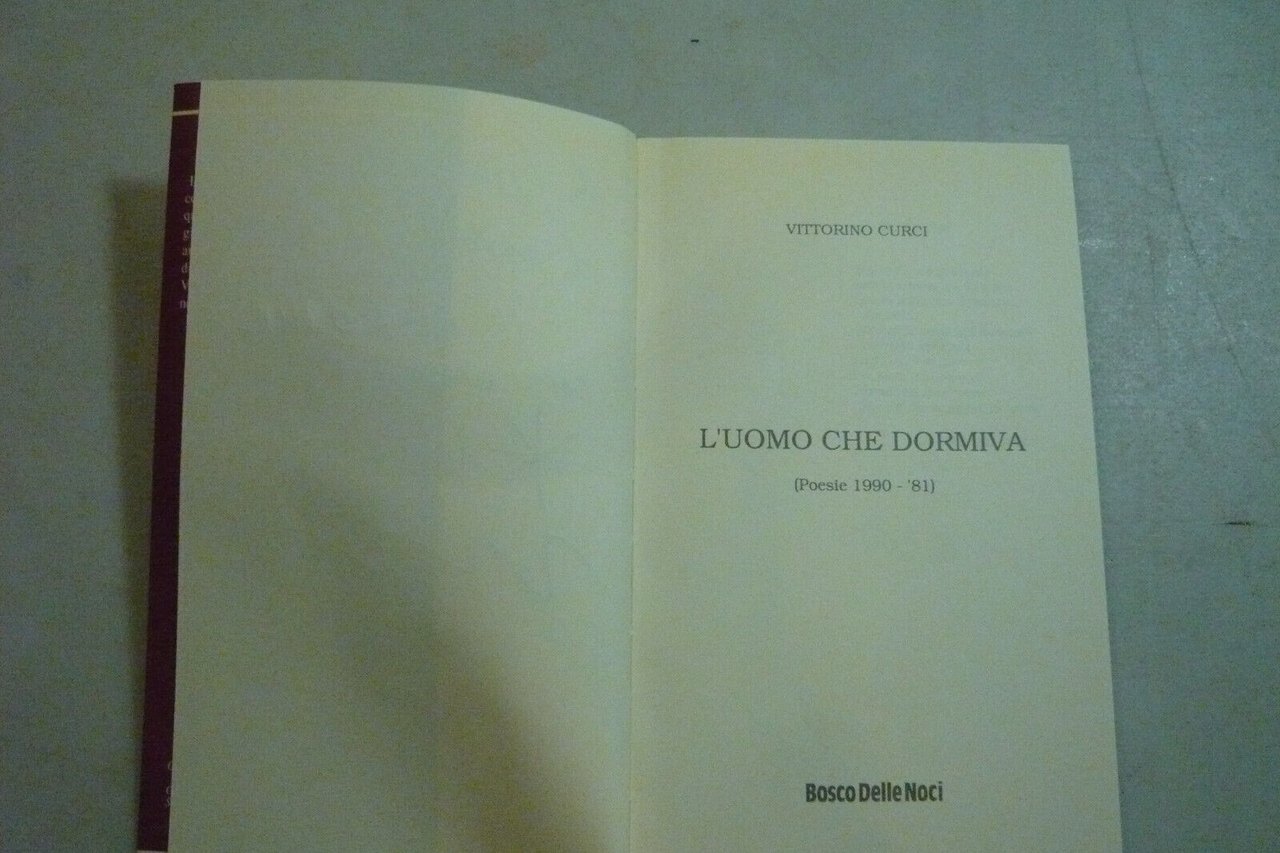 VITTORINO CURCI
L'UOMO CHE DORMIVA
(Poesie 1990 - '81)
Bosco Delle Noci